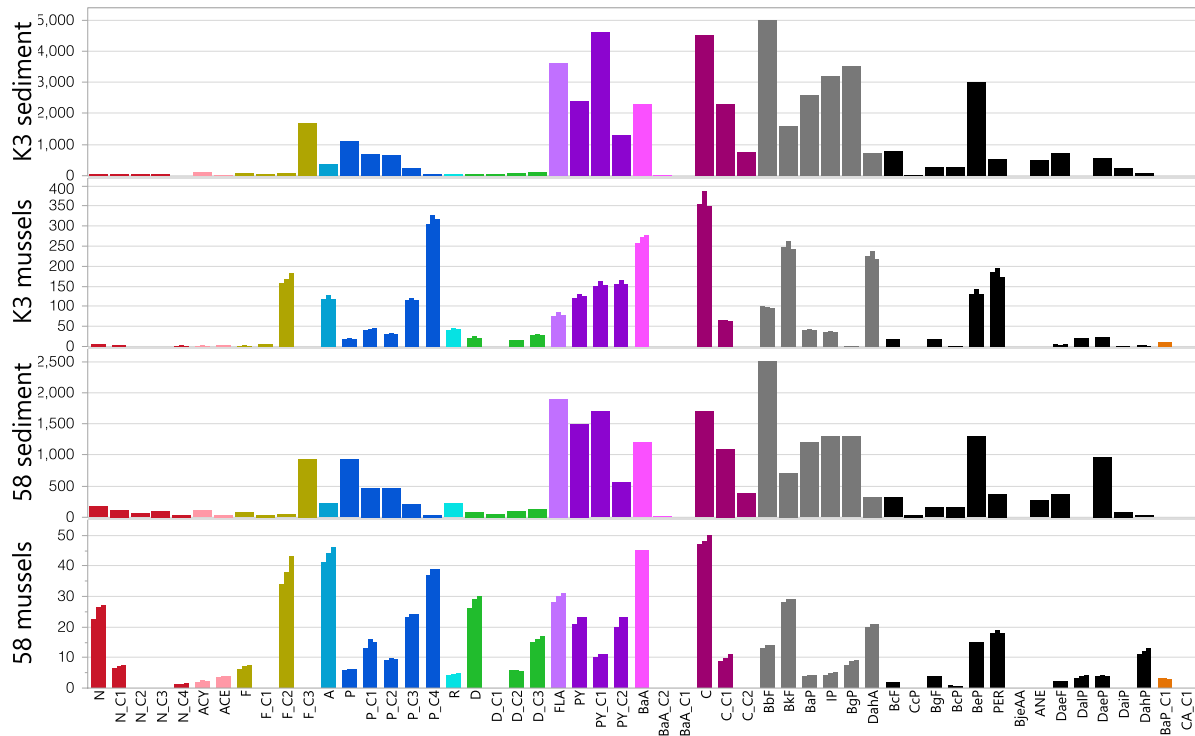 K3 sediment
5,000
4,000
3,000
2,000
1,000
0
K3 mussels
400
350
300
250
200
150
100
50
0
58 sediment
2,500
2,000
1,500
1,000
500
0
58 mussels
50
40
30
20
10
0
N
N_C1
N_C2
N_C3
N_C4
ACY
ACE
F
F_C1
F_C2
F_C3
A
P
P_C1
P_C2
P_C3
P_C4
R
D
D_C1
D_C2
D_C3
FLA
PY
PY_C1
PY_C2
BaA
BaA_C2
BaA_C1
C
C_C1
C_C2
BbF
BkF
BaP
IP
BgP
DahA
BcF
CcP
BgF
BcP
BeP
PER
BjeAA
ANE
DaeF
DalP
DaeP
DaiP
DahP
BaP_C1
CA_C1